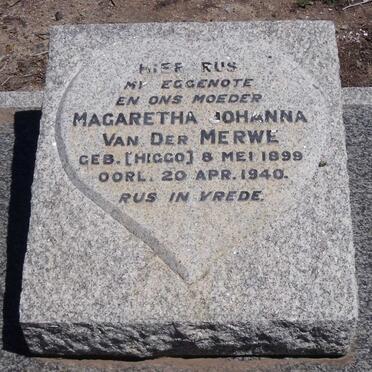 HIER RUS
MY EGGENOTE
EN ONS MOEDER
MAGARETHA JOHANNA
VAN DER MERWE
GEB. [HIGGO] 8 MEI 1899
OORL. 20 APR. 1940.
RUS IN VREDE.